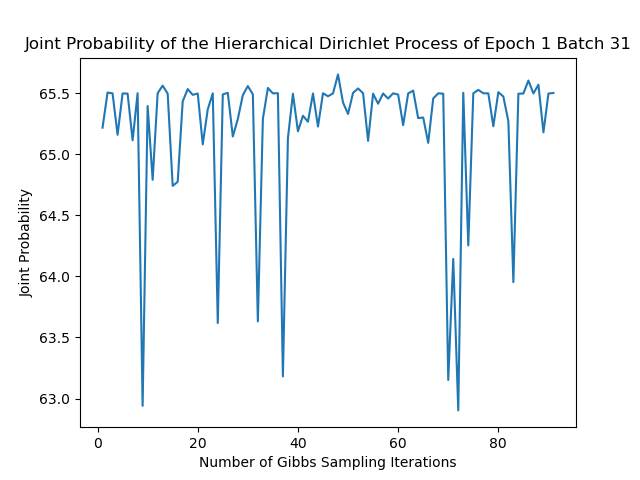 Joint Probability of the Hierarchical Dirichlet Process of Epoch 1 Batch 31
65.5
65.0
64.5
64.0
63.5
63.0
Joint Probability
0 20 40 60 80
Number of Gibbs Sampling Iterations